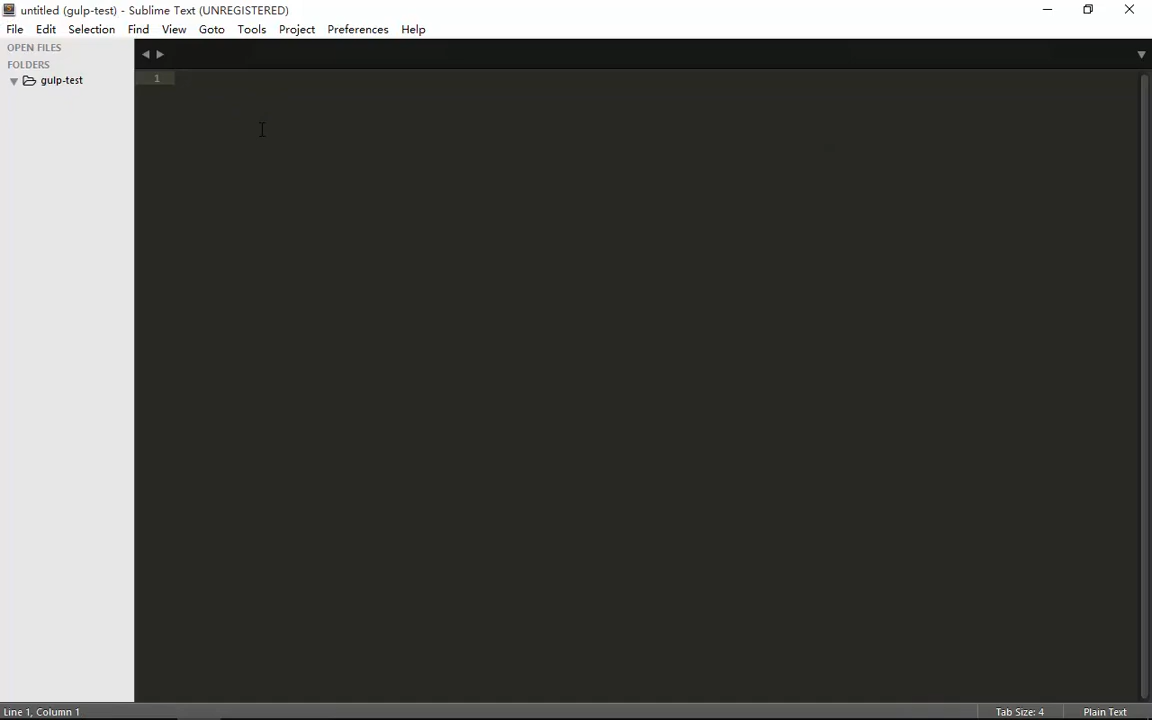 untitled (gulp-test) - Sublime Text (UNREGISTERED)
File Edit Selection Find View Goto Tools Project Preferences Help
OPEN FILES
FOLDERS
gulp-test
1
Line 1, Column 1 Tab Size: 4 Plain Text